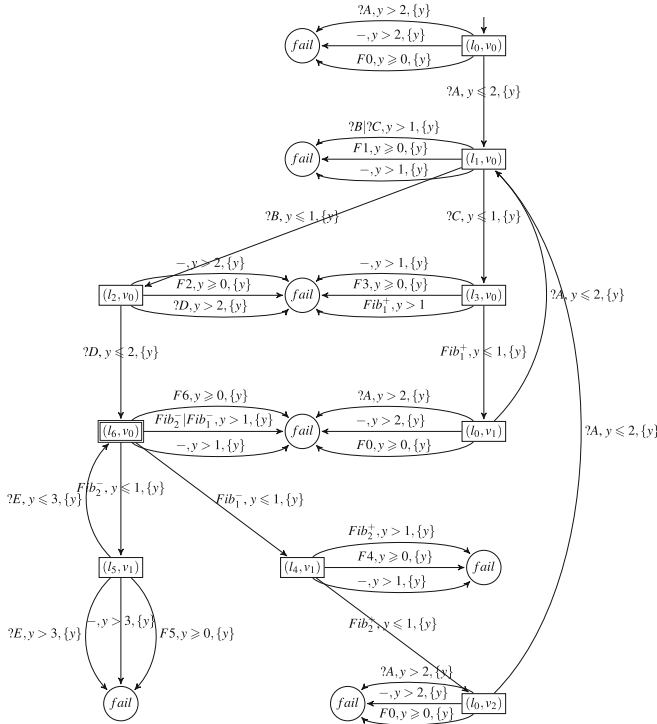 ?A, y > 2, {y}
fail
−, y > 2, {y}
(l₀, v₀)
F0, y ⩾ 0, {y}
?A, y ⩽ 2, {y}
?B|?C, y > 1, {y}
fail
F1, y ⩾ 0, {y}
(l₁, v₀)
−, y > 1, {y}
?B, y ⩽ 1, {y}
?C, y ⩽ 1, {y}
−, y > 2, {y}
−, y > 1, {y}
(l₂, v₀)
F2, y ⩾ 0, {y}
fail
F3, y ⩾ 0, {y}
(l₃, v₀)
?A, y ⩽ 2, {y}
?D, y > 2, {y}
Fib₁⁺, y > 1
?D, y ⩽ 2, {y}
Fib₁⁺, y ⩽ 1, {y}
F6, y ⩾ 0, {y}
?A, y > 2, {y}
(l₆, v₀)
Fib₂⁻|Fib₁⁻, y > 1, {y}
fail
−, y > 2, {y}
(l₀, v₁)
?A, y ⩽ 2, {y}
−, y > 1, {y}
F0, y ⩾ 0, {y}
?E, y ⩽ 3, {y}
Fib₂⁻, y ⩽ 1, {y}
Fib₁⁻, y ⩽ 1, {y}
Fib₂⁺, y > 1, {y}
(l₅, v₁)
(l₄, v₁)
F4, y ⩾ 0, {y}
fail
−, y > 1, {y}
?E, y > 3, {y}
−, y > 3, {y}
F5, y ⩾ 0, {y}
Fib₂⁺, y ⩽ 1, {y}
?A, y > 2, {y}
fail
fail
−, y > 2, {y}
(l₀, v₂)
F0, y ⩾ 0, {y}